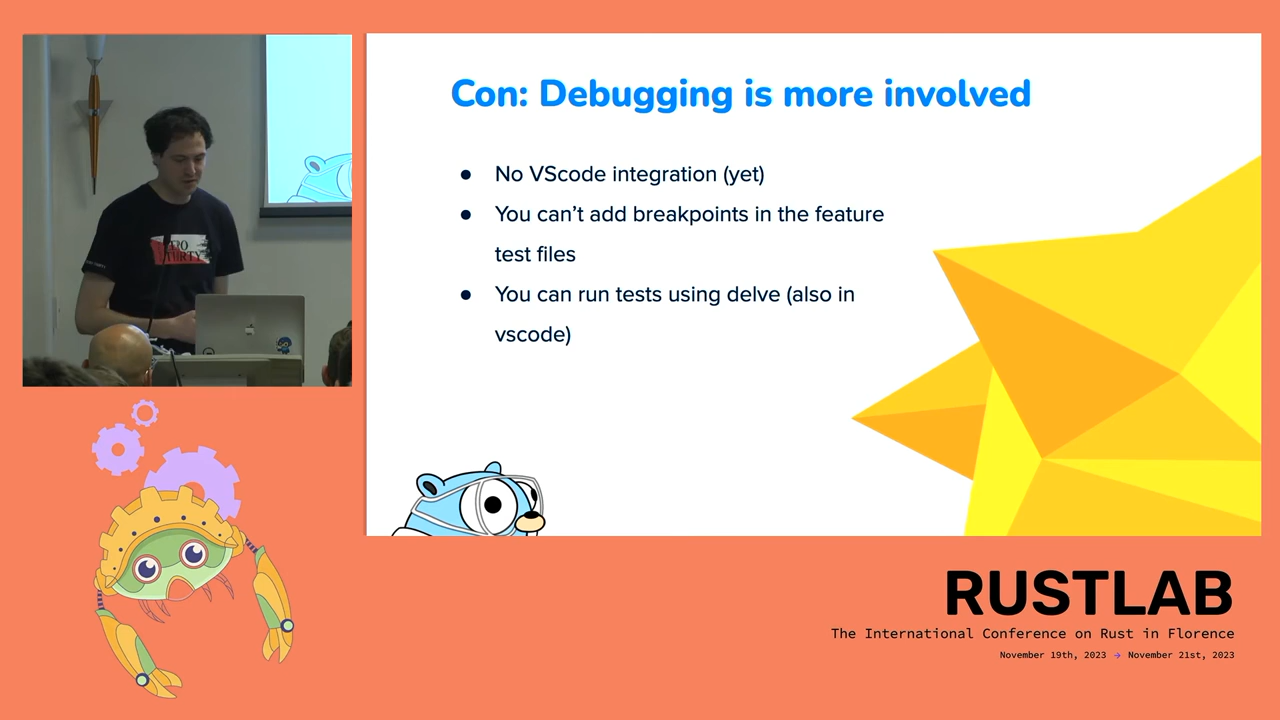 Con: Debugging is more involved
● No VScode integration (yet)
● You can’t add breakpoints in the feature
test files
● You can run tests using delve (also in
vscode)
RUSTLAB
The International Conference on Rust in Florence
November 19th, 2023 → November 21st, 2023